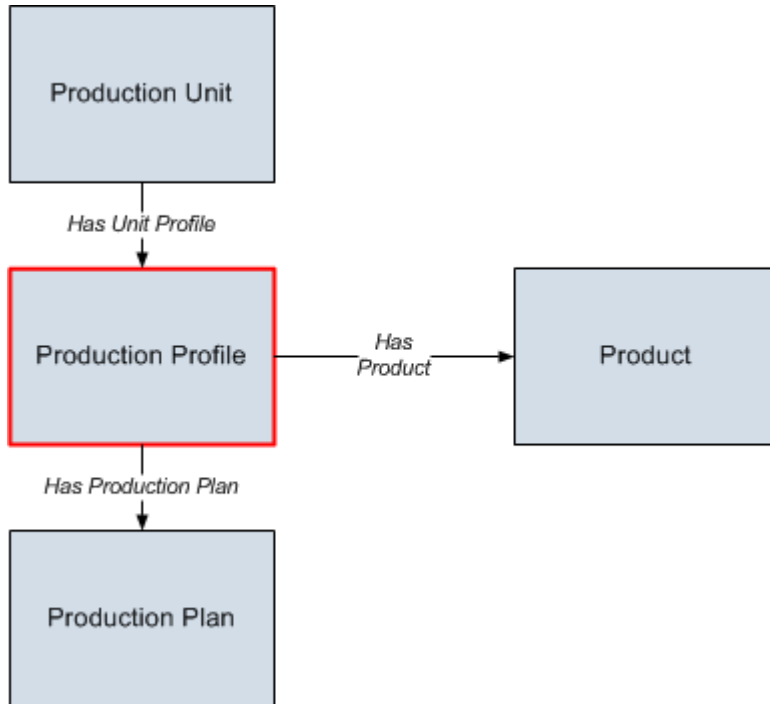 Production Unit
Has Unit Profile
Production Profile
Has
Product
Product
Has Production Plan
Production Plan